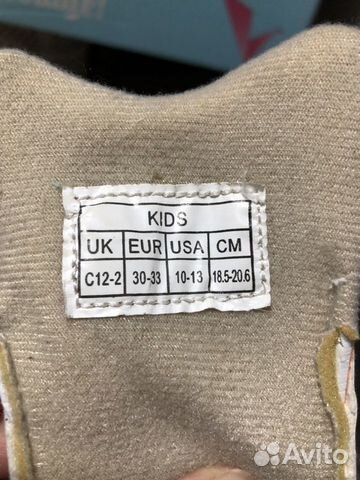 KIDS
UK EUR USA CM
C12-2 30-33 10-13 18.5-20.6
Avito